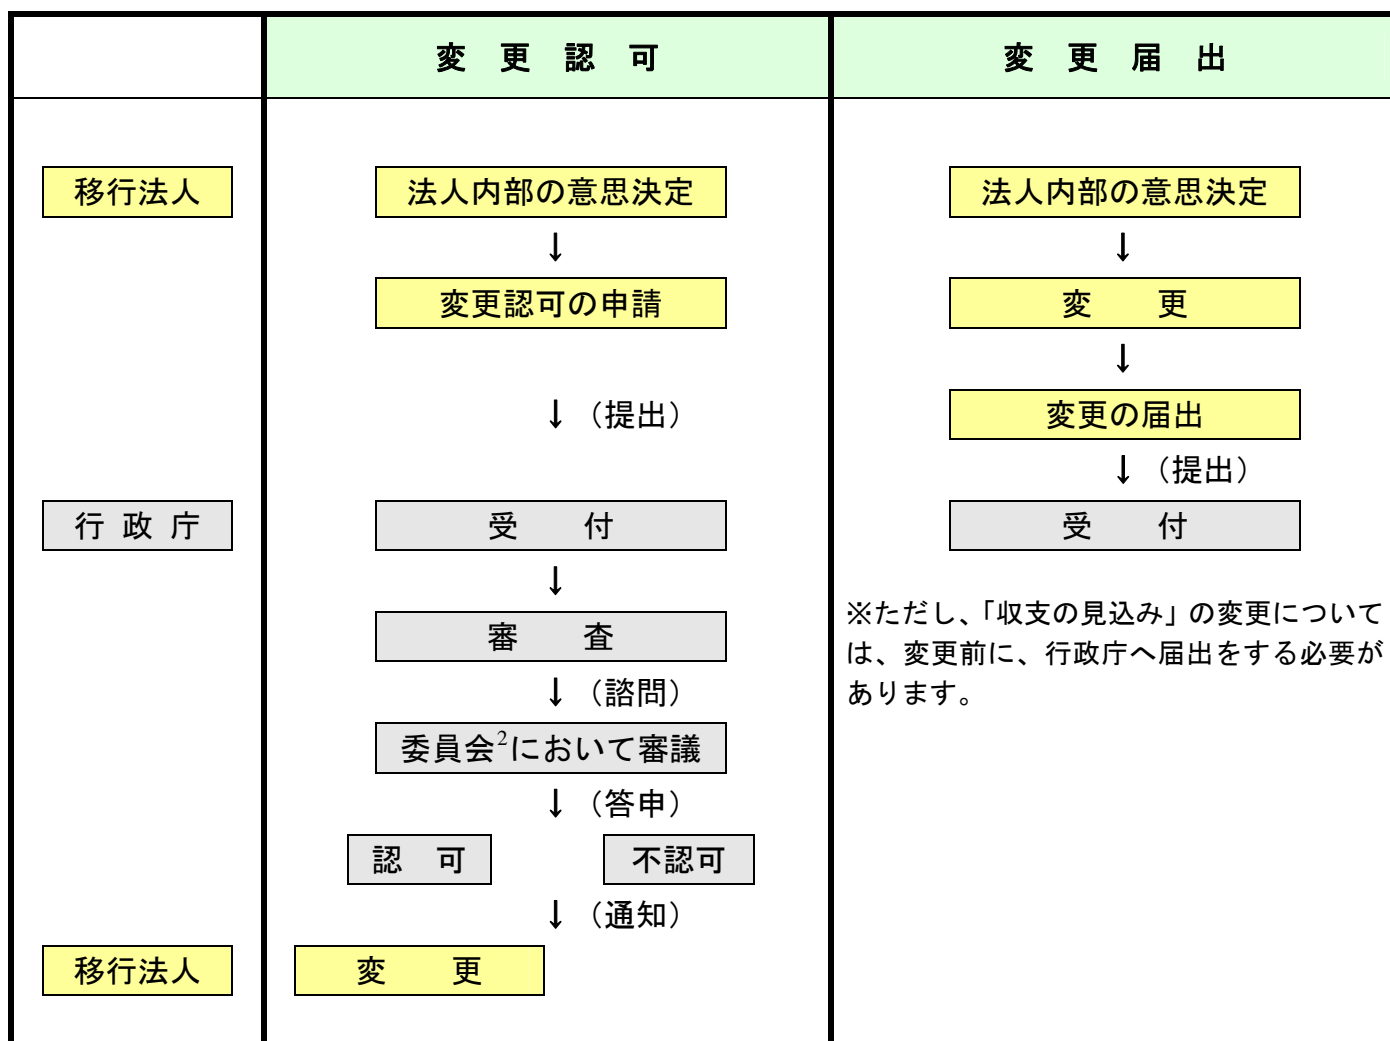 変 更 認 可
変 更 届 出
移行法人
法人内部の意思決定
法人内部の意思決定
↓
↓
変更認可の申請
変 更
↓
↓（提出）
変更の届出
↓（提出）
行 政 庁
受 付
受 付
↓
審 査
※ただし、「収支の見込み」の変更について
は、変更前に、行政庁へ届出をする必要が
あります。
↓（諮問）
委員会2において審議
↓（答申）
認 可
不認可
↓（通知）
移行法人
変 更